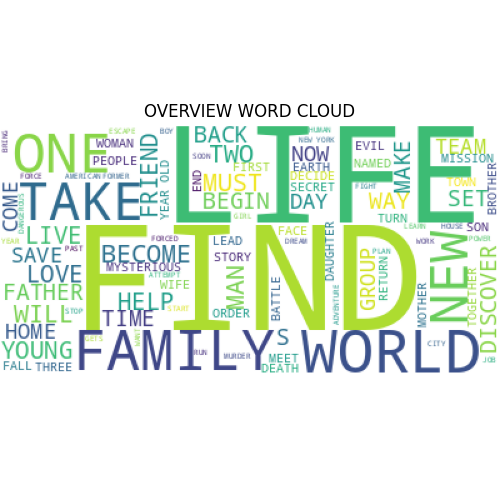 OVERVIEW WORD CLOUD
BRING
ONE
ESCAPE
BOY
BACK
LIFE
HUMAN
NEW YORK
WOMAN
PEOPLE
FRIEND
YEAR OLD
TWO
SOON
FIRST
NOW
EARTH
DECIDE
SECRET
EVIL
NAMED
MAKE
TEAM
MISSION
BROTHER
FORCE
AMERICAN
FORMER
COME
DANGEROUS
TAKE
MUST
BEGIN
END
GIRL
DAY
FIGHT
WAY
TURN
TOWN
SET
LEARN
HOUSE
SON
POWER
YEAR
LIVE
PAST
SAVE
LOVE
BECOME
FORCED
MYSTERIOUS
ATTEMPT
FIND
LEAD
STORY
FACE
DREAM
DAUGHTER
PLAN
GROUP
RETURN
WORK
NEW
TOGETHER
DISCOVER
FATHER
WILL
HELP
WIFE
START
MAN
ORDER
BATTLE
ADVENTURE
MOTHER
STOP
TIME
HOME
YOUNG
GETS
WANT
FAMILY
S
WORLD
CITY
JOB
FALL
THREE
RUN
MURDER
MEET
DEATH